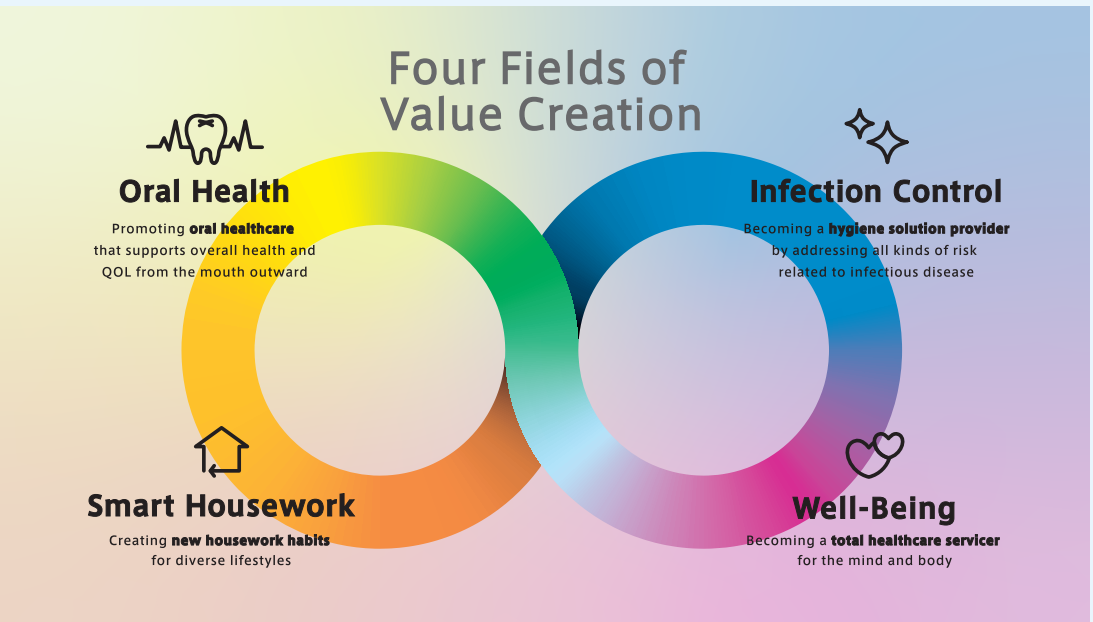 Four Fields of
Value Creation
Oral Health
Promoting oral healthcare
that supports overall health and
QOL from the mouth outward
Infection Control
Becoming a hygiene solution provider
by addressing all kinds of risk
related to infectious disease
Smart Housework
Creating new housework habits
for diverse lifestyles
Well-Being
Becoming a total healthcare servicer
for the mind and body